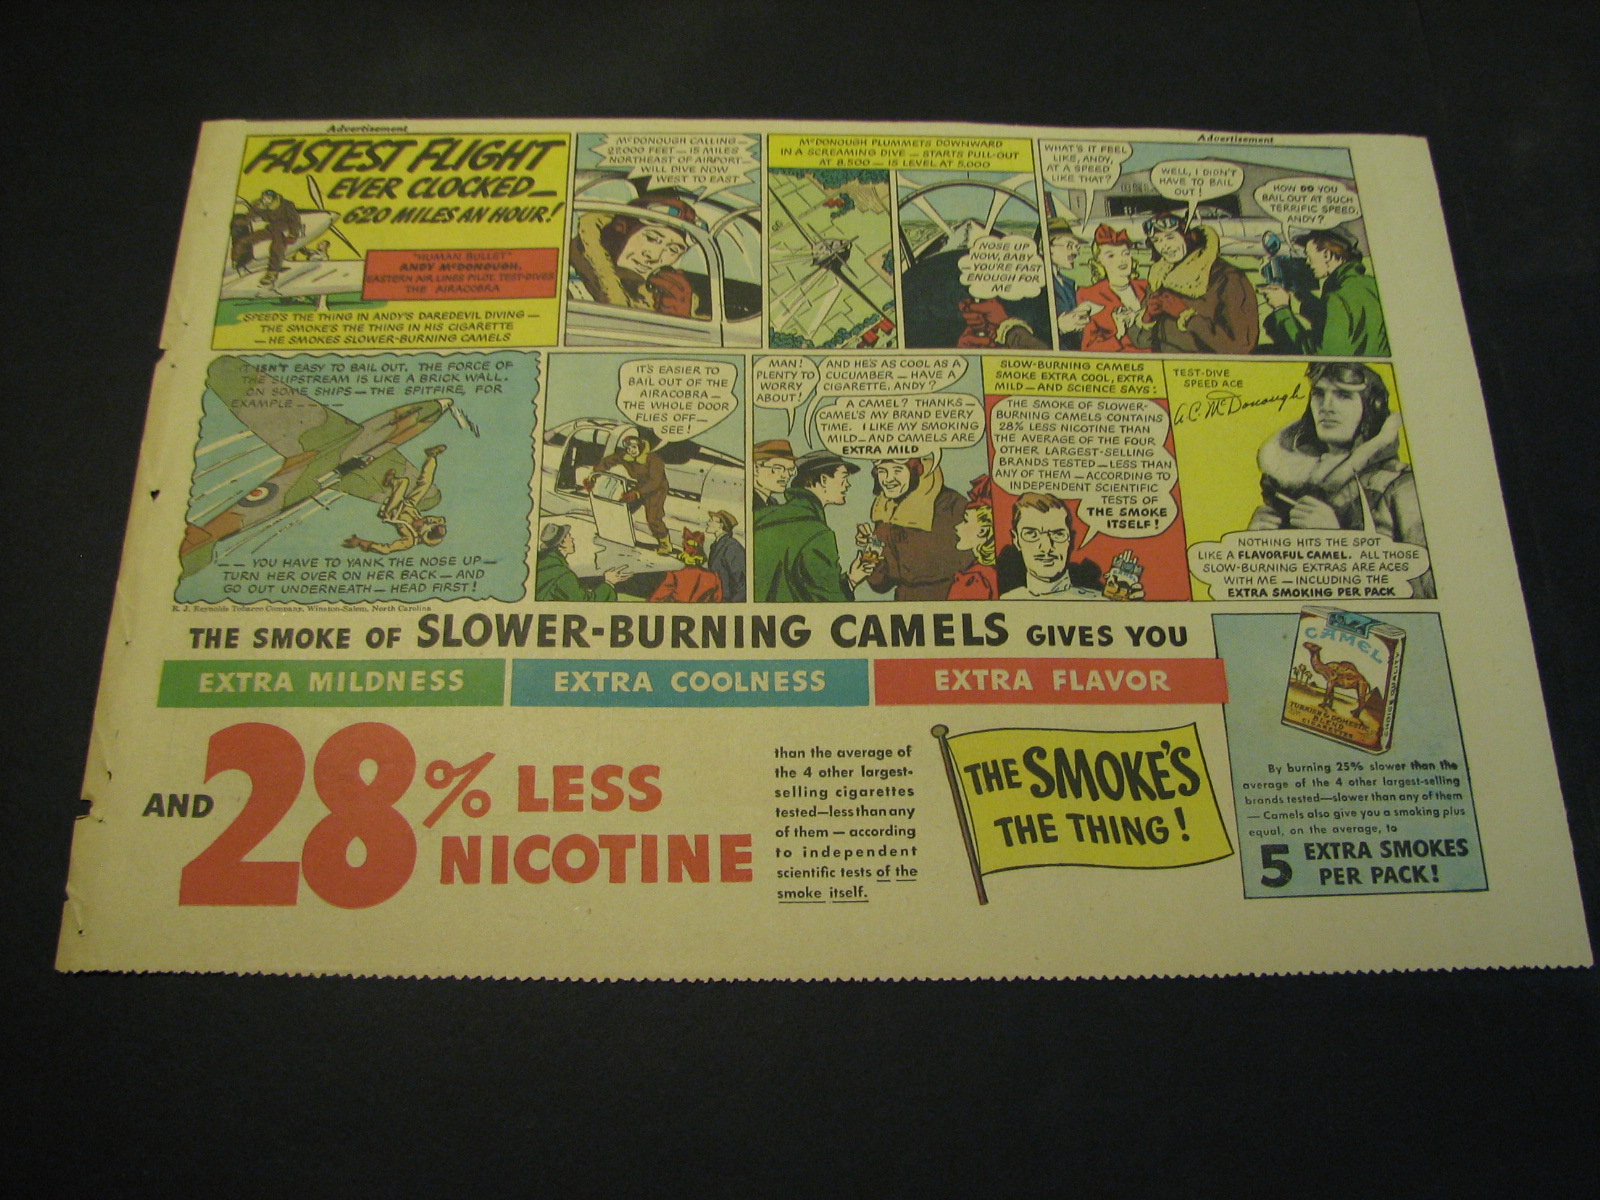 Advertisement
Advertisement
FASTEST FLIGHT
EVER CLOCKED—
620 MILES AN HOUR!
"HUMAN BULLET"
ANDY McDONOUGH,
EASTERN AIR LINES PILOT, TEST-DIVES
THE AIRACOBRA
SPEED'S THE THING IN ANDY'S DAREDEVIL DIVING —
THE SMOKE'S THE THING IN HIS CIGARETTE
— HE SMOKES SLOWER-BURNING CAMELS
McDONOUGH CALLING —
27,000 FEET — 15 MILES
NORTHEAST OF AIRPORT.
WILL DIVE NOW
WEST TO EAST
McDONOUGH PLUMMETS DOWNWARD
IN A SCREAMING DIVE — STARTS PULL-OUT
AT 8,500 — IS LEVEL AT 5,000
NOSE UP
NOW, BABY
— YOU'RE FAST
ENOUGH FOR
ME
WHAT'S IT FEEL
LIKE, ANDY,
AT A SPEED
LIKE THAT?
WELL, I DIDN'T
HAVE TO BAIL
OUT!
HOW DO YOU
BAIL OUT AT SUCH
TERRIFIC SPEED,
ANDY?
IT ISN'T EASY TO BAIL OUT. THE FORCE OF
THE SLIPSTREAM IS LIKE A BRICK WALL.
ON SOME SHIPS — THE SPITFIRE, FOR
EXAMPLE — — — —
— — YOU HAVE TO YANK THE NOSE UP —
TURN HER OVER ON HER BACK — AND
GO OUT UNDERNEATH — HEAD FIRST!
IT'S EASIER TO
BAIL OUT OF THE
AIRACOBRA —
THE WHOLE DOOR
FLIES OFF —
SEE!
MAN!
PLENTY TO
WORRY
ABOUT!
AND HE'S AS COOL AS A
CUCUMBER — HAVE A
CIGARETTE, ANDY?
A CAMEL? THANKS —
CAMEL'S MY BRAND EVERY
TIME. I LIKE MY SMOKING
MILD — AND CAMELS ARE
EXTRA MILD
SLOW-BURNING CAMELS
SMOKE EXTRA COOL, EXTRA
MILD — AND SCIENCE SAYS:
THE SMOKE OF SLOWER-
BURNING CAMELS CONTAINS
28% LESS NICOTINE THAN
THE AVERAGE OF THE FOUR
OTHER LARGEST-SELLING
BRANDS TESTED — LESS THAN
ANY OF THEM — ACCORDING TO
INDEPENDENT SCIENTIFIC
TESTS OF
THE SMOKE
ITSELF!
TEST-DIVE
SPEED ACE
A.C. McDonough
NOTHING HITS THE SPOT
LIKE A FLAVORFUL CAMEL. ALL THOSE
SLOW-BURNING EXTRAS ARE ACES
WITH ME — INCLUDING THE
EXTRA SMOKING PER PACK
R. J. Reynolds Tobacco Company, Winston-Salem, North Carolina
THE SMOKE OF SLOWER-BURNING CAMELS GIVES YOU
EXTRA MILDNESS
EXTRA COOLNESS
EXTRA FLAVOR
AND 28% LESS
NICOTINE
than the average of
the 4 other largest-
selling cigarettes
tested—less than any
of them — according
to independent
scientific tests of the
smoke itself.
THE SMOKE'S
THE THING!
CAMEL
TURKISH & DOMESTIC
BLEND
CIGARETTES
CHOICE QUALITY
By burning 25% slower than the
average of the 4 other largest-selling
brands tested—slower than any of them
— Camels also give you a smoking plus
equal, on the average, to
5 EXTRA SMOKES
PER PACK!